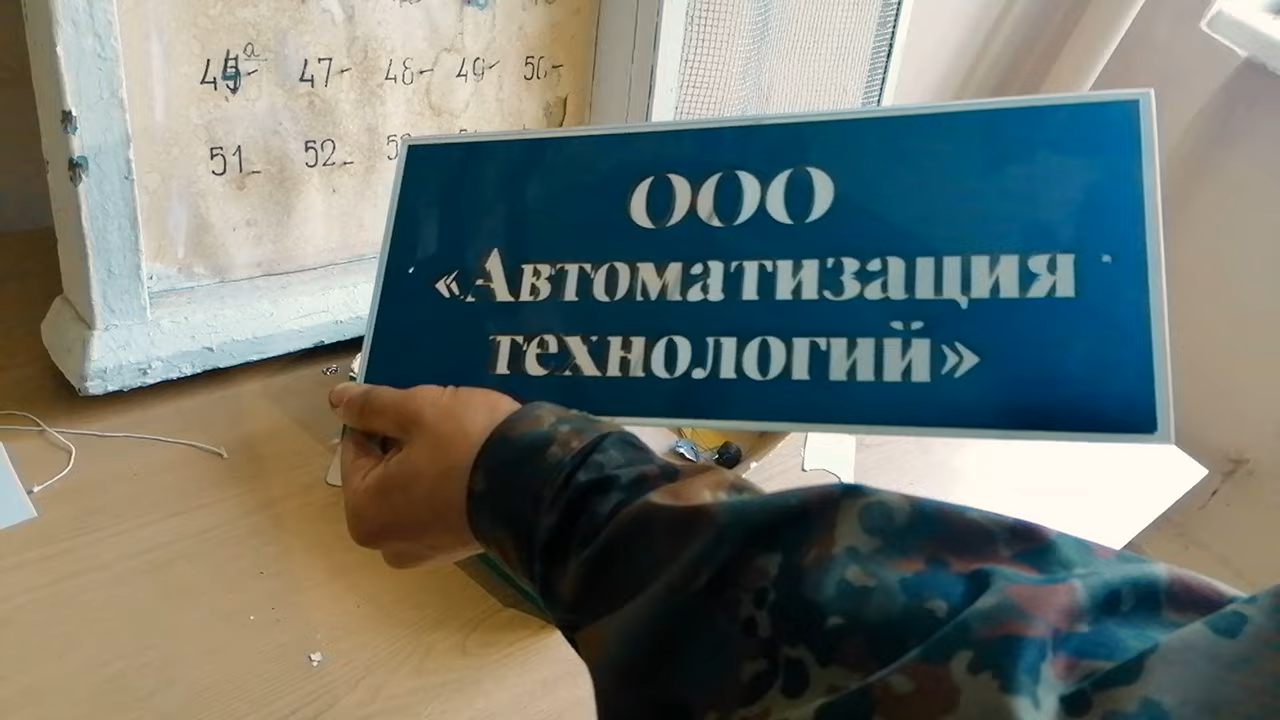 45а- 47- 48- 49- 50-
51- 52-
ООО
«Автоматизация
технологий»